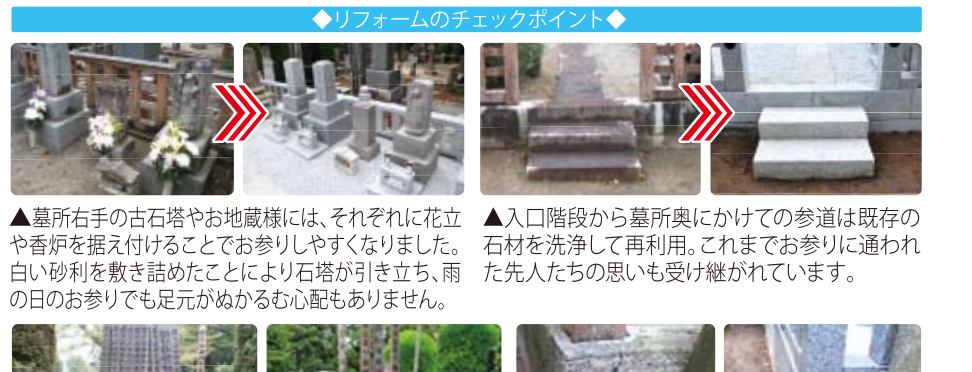 ◆リフォームのチェックポイント◆
▲墓所右手の古石塔やお地蔵様には、それぞれに花立
や香炉を据え付けることでお参りしやすくなりました。
白い砂利を敷き詰めたことにより石塔が引き立ち、雨
の日のお参りでも足元がぬかるむ心配もありません。
▲入口階段から墓所奥にかけての参道は既存の
石材を洗浄して再利用。これまでお参りに通われ
た先人たちの思いも受け継がれています。